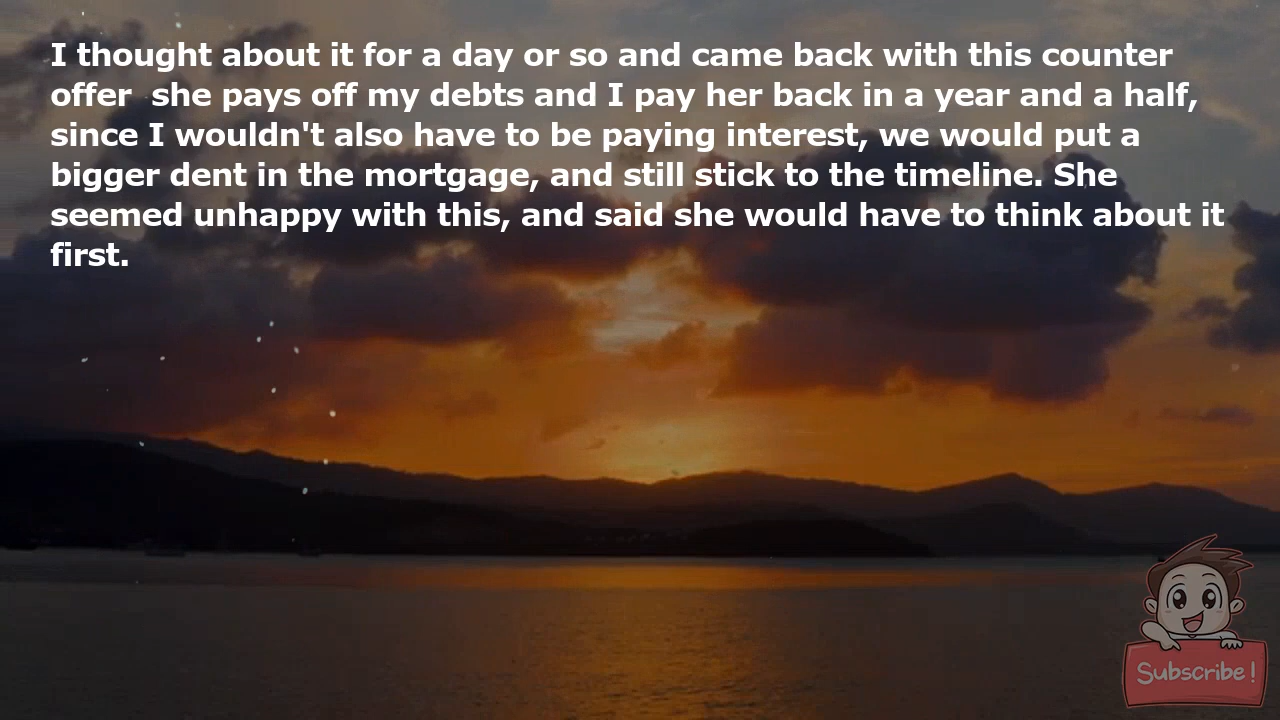 I thought about it for a day or so and came back with this counter
offer  she pays off my debts and I pay her back in a year and a half,
since I wouldn't also have to be paying interest, we would put a
bigger dent in the mortgage, and still stick to the timeline. She
seemed unhappy with this, and said she would have to think about it
first.
Subscribe!